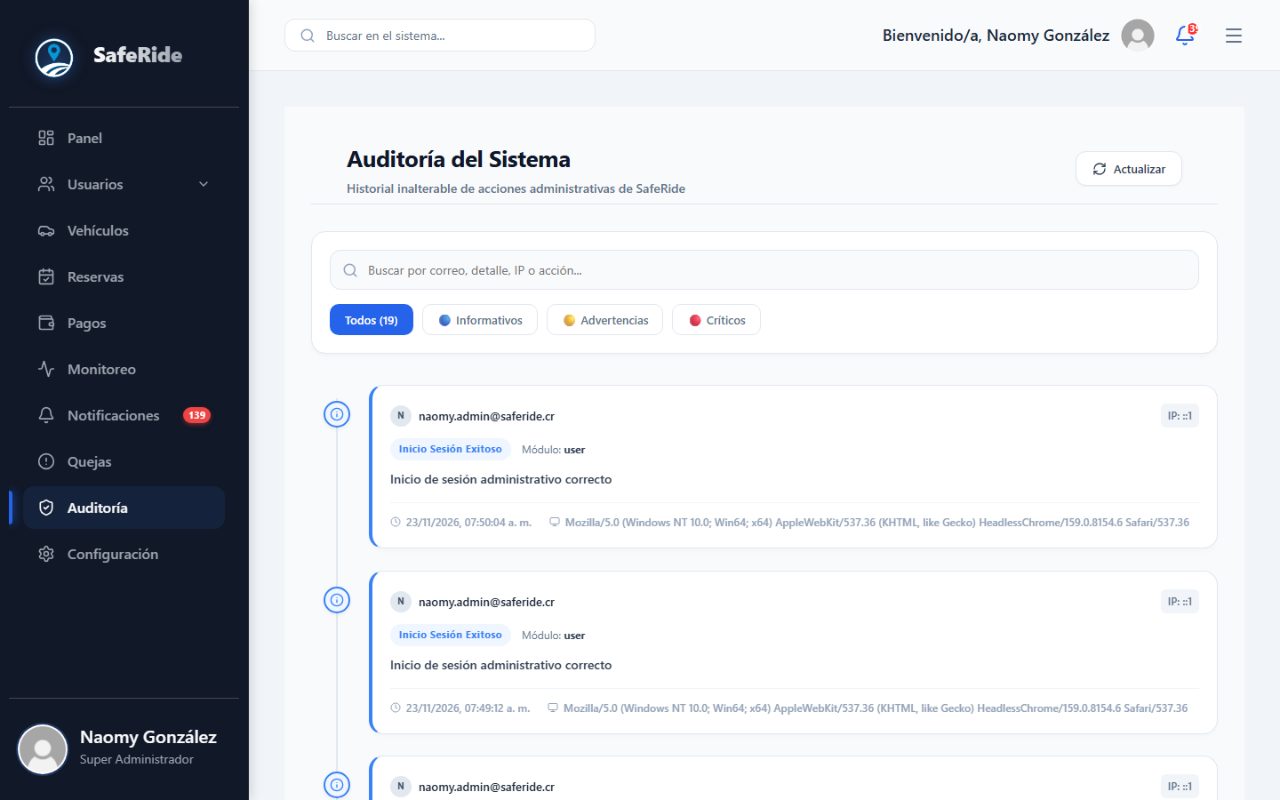 SafeRide
Panel
Usuarios
Vehículos
Reservas
Pagos
Monitoreo
Notificaciones 139
Quejas
Auditoría
Configuración
Naomy González
Super Administrador
Buscar en el sistema...
Bienvenido/a, Naomy González
Auditoría del Sistema
Historial inalterable de acciones administrativas de SafeRide
Actualizar
Buscar por correo, detalle, IP o acción...
Todos (19) Informativos Advertencias Críticos
N naomy.admin@saferide.cr IP: ::1
Inicio Sesión Exitoso Módulo: user
Inicio de sesión administrativo correcto
23/11/2026, 07:50:04 a. m. Mozilla/5.0 (Windows NT 10.0; Win64; x64) AppleWebKit/537.36 (KHTML, like Gecko) HeadlessChrome/159.0.8154.6 Safari/537.36
N naomy.admin@saferide.cr IP: ::1
Inicio Sesión Exitoso Módulo: user
Inicio de sesión administrativo correcto
23/11/2026, 07:49:12 a. m. Mozilla/5.0 (Windows NT 10.0; Win64; x64) AppleWebKit/537.36 (KHTML, like Gecko) HeadlessChrome/159.0.8154.6 Safari/537.36
N naomy.admin@saferide.cr IP: ::1